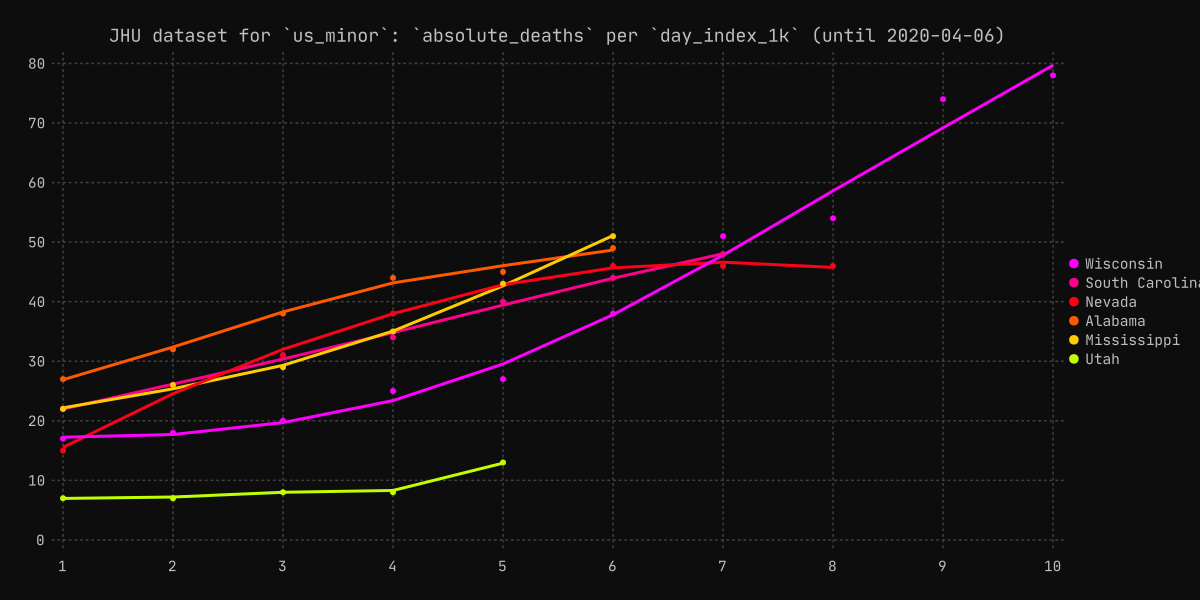 JHU dataset for `us_minor`: `absolute_deaths` per `day_index_1k` (until 2020-04-06)
80
70
60
50
40
30
20
10
0
1 2 3 4 5 6 7 8 9 10
Wisconsin
South Carolina
Nevada
Alabama
Mississippi
Utah